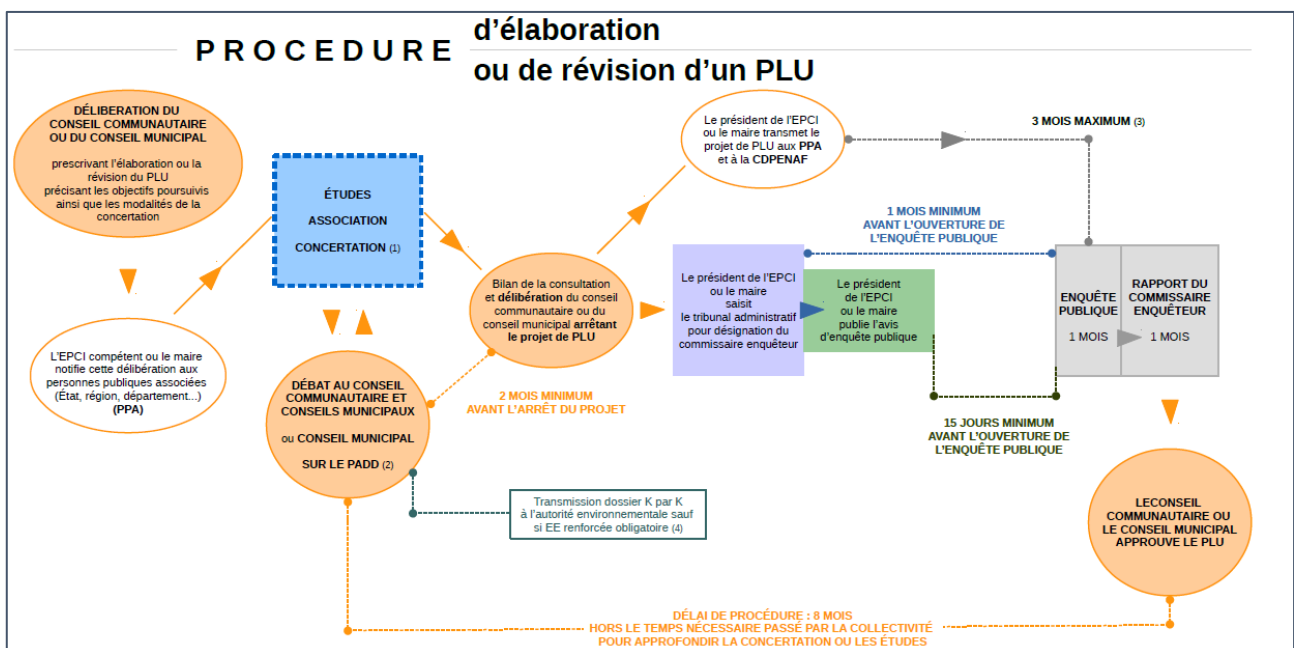 PROCEDURE
d’élaboration
ou de révision d’un PLU
DÉLIBERATION DU
CONSEIL COMMUNAUTAIRE
OU DU CONSEIL MUNICIPAL
prescrivant l’élaboration ou la
révision du PLU
précisant les objectifs poursuivis
ainsi que les modalités de la
concertation
L’EPCI compétent ou le maire
notifie cette délibération aux
personnes publiques associées
(État, région, département...)
(PPA)
ÉTUDES
ASSOCIATION
CONCERTATION (1)
DÉBAT AU CONSEIL
COMMUNAUTAIRE ET
CONSEILS MUNICIPAUX
ou CONSEIL MUNICIPAL
SUR LE PADD (2)
Bilan de la consultation
et délibération du conseil
communautaire ou du
conseil municipal arrêtant
le projet de PLU
2 MOIS MINIMUM
AVANT L’ARRÊT DU PROJET
Transmission dossier K par K
à l’autorité environnementale sauf
si EE renforcée obligatoire (4)
Le président de l’EPCI
ou le maire transmet le
projet de PLU aux PPA
et à la CDPENAF
3 MOIS MAXIMUM (3)
1 MOIS MINIMUM
AVANT L’OUVERTURE DE
L’ENQUÊTE PUBLIQUE
Le président de l’EPCI
ou le maire
saisit
le tribunal administratif
pour désignation du
commissaire enquêteur
Le président
de l’EPCI
ou le maire
publie l’avis
d’enquête publique
ENQUÊTE
PUBLIQUE
1 MOIS
RAPPORT DU
COMMISSAIRE
ENQUÊTEUR
1 MOIS
15 JOURS MINIMUM
AVANT L’OUVERTURE DE
L’ENQUÊTE PUBLIQUE
LECONSEIL
COMMUNAUTAIRE OU
LE CONSEIL MUNICIPAL
APPROUVE LE PLU
DÉLAI DE PROCÉDURE : 8 MOIS
HORS LE TEMPS NÉCESSAIRE PASSÉ PAR LA COLLECTIVITÉ
POUR APPROFONDIR LA CONCERTATION OU LES ÉTUDES